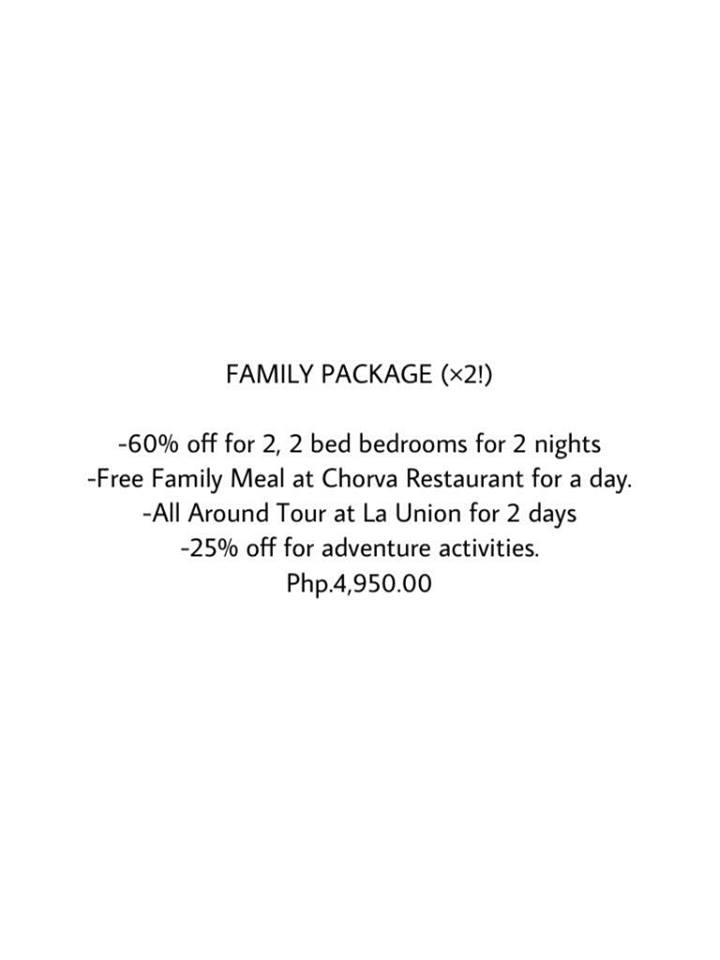 FAMILY PACKAGE (×2!)
-60% off for 2, 2 bed bedrooms for 2 nights
-Free Family Meal at Chorva Restaurant for a day.
-All Around Tour at La Union for 2 days
-25% off for adventure activities.
Php.4,950.00